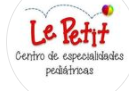 Le Petit
Centro de especialidades
pediátricas